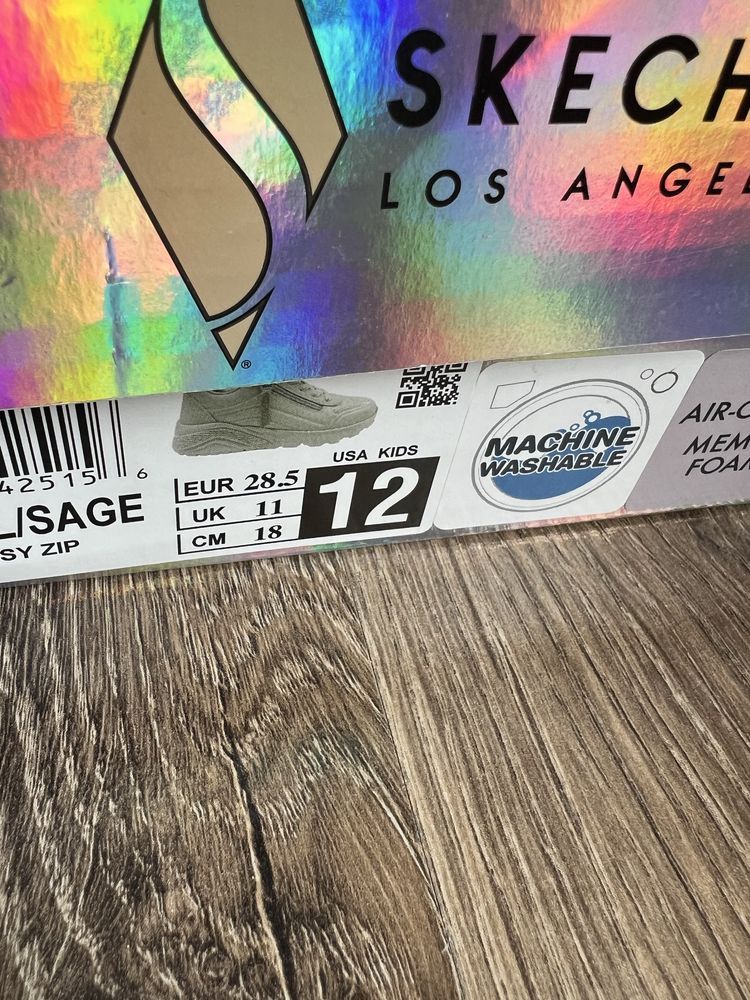 SKECH
LOS ANGEL
®
42515 6
L/SAGE
SY ZIP
USA KIDS
EUR 28.5
UK 11
CM 18
12
MACHINE
WASHABLE
AIR-C
MEM
FOAM